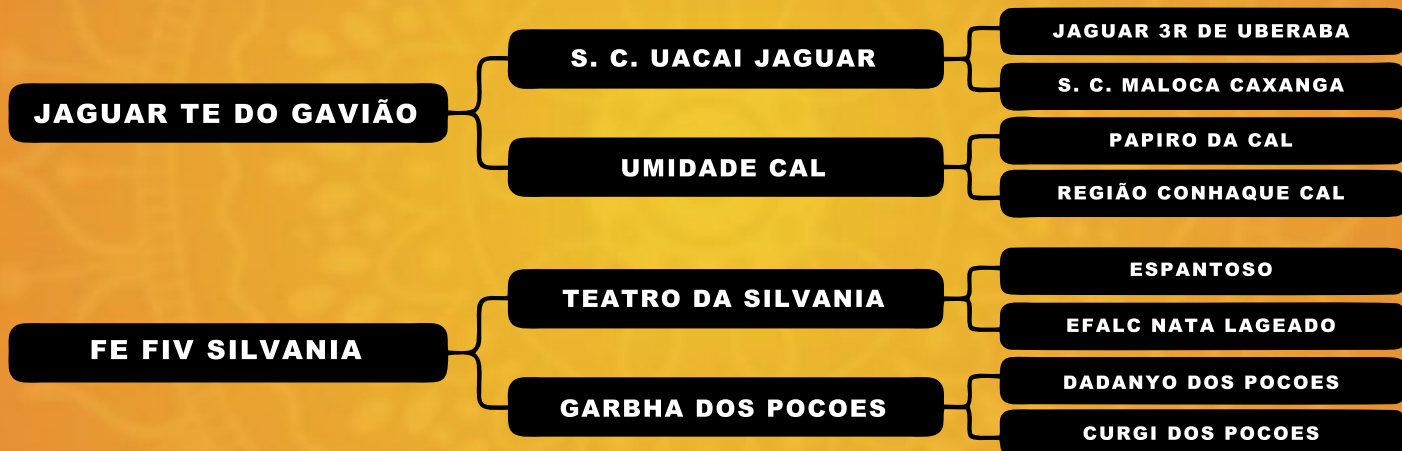 JAGUAR TE DO GAVIÃO
S. C. UACAI JAGUAR
JAGUAR 3R DE UBERABA
S. C. MALOCA CAXANGA
UMIDADE CAL
PAPIRO DA CAL
REGIÃO CONHAQUE CAL
FE FIV SILVANIA
TEATRO DA SILVANIA
ESPANTOSO
EFALC NATA LAGEADO
GARBHA DOS POCOES
DADANYO DOS POCOES
CURGI DOS POCOES